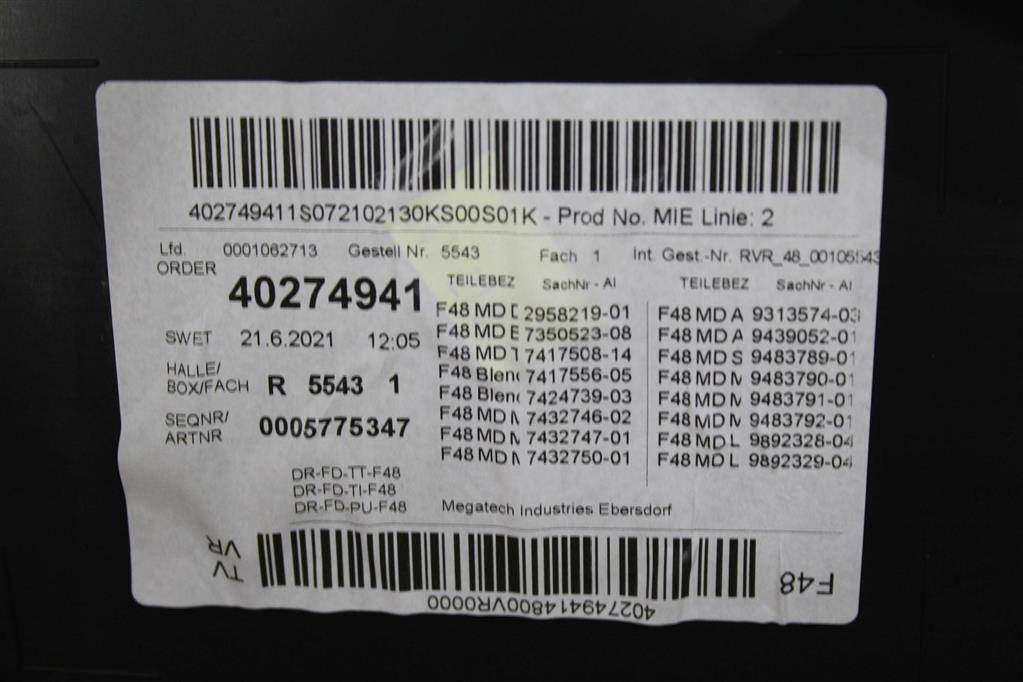 402749411S072102130KS00S01K - Prod No. MIE Linie: 2
Lfd. 0001062713 Gestell Nr. 5543 Fach 1 Int. Gest.-Nr. RVR_48_00105543
ORDER 40274941
SWET 21.6.2021 12:05
HALLE/
BOX/FACH R 5543 1
SEQNR/
ARTNR 0005775347
TEILEBEZ SachNr - AI
F48 MD 2958219-01
F48 MD E 7350523-08
F48 MD 7417508-14
F48 Blen 7417556-05
F48 Blen 7424739-03
F48 MD 7432746-02
F48 MD 7432747-01
F48 MD 7432750-01
TEILEBEZ SachNr - AI
F48 MD A 9313574-03
F48 MD A 9439052-01
F48 MD S 9483789-01
F48 MD 9483790-01
F48 MD 9483791-01
F48 MD 9483792-01
F48 MD L 9892328-04
F48 MD L 9892329-04
DR-FD-TT-F48
DR-FD-TI-F48
DR-FD-PU-F48
Megatech Industries Ebersdorf
F48
TV
VR
402749414800VR0000